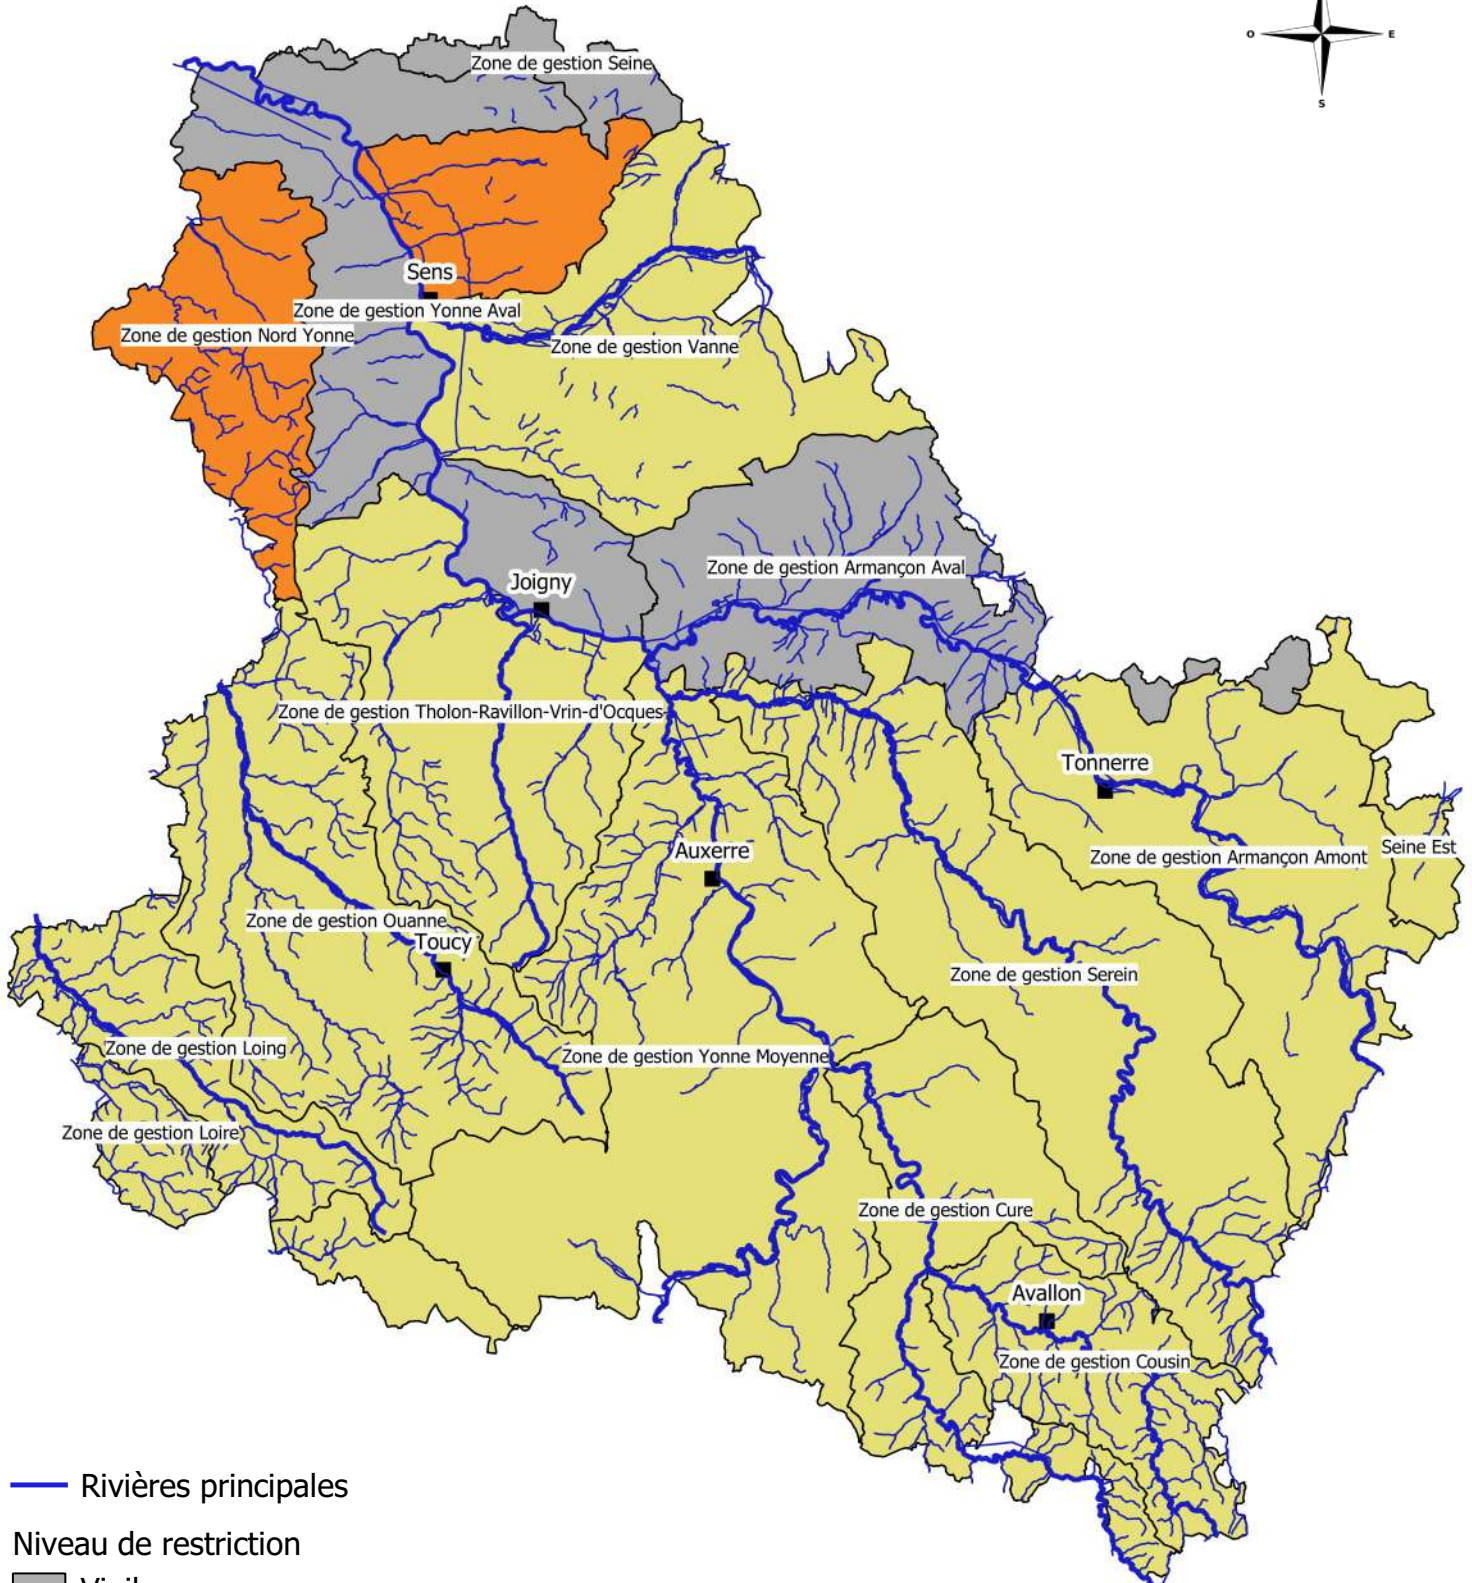 Zone de gestion Seine
O
E
S
Sens
Zone de gestion Yonne Aval
Zone de gestion Nord Yonne
Zone de gestion Vanne
Zone de gestion Armançon Aval
Joigny
Zone de gestion Tholon-Ravillon-Vrin-d'Ocques
Tonnerre
Auxerre
Zone de gestion Armançon Amont
Seine Est
Zone de gestion Ouanne
Toucy
Zone de gestion Serein
Zone de gestion Loing
Zone de gestion Yonne Moyenne
Zone de gestion Loire
Zone de gestion Cure
Avallon
Zone de gestion Cousin
Rivières principales
Niveau de restriction